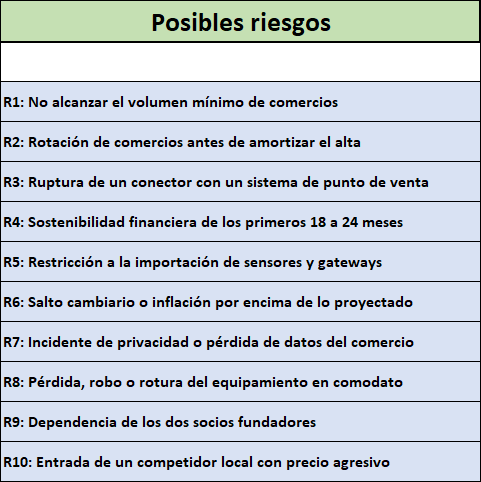 Posibles riesgos
R1: No alcanzar el volumen mínimo de comercios
R2: Rotación de comercios antes de amortizar el alta
R3: Ruptura de un conector con un sistema de punto de venta
R4: Sostenibilidad financiera de los primeros 18 a 24 meses
R5: Restricción a la importación de sensores y gateways
R6: Salto cambiario o inflación por encima de lo proyectado
R7: Incidente de privacidad o pérdida de datos del comercio
R8: Pérdida, robo o rotura del equipamiento en comodato
R9: Dependencia de los dos socios fundadores
R10: Entrada de un competidor local con precio agresivo